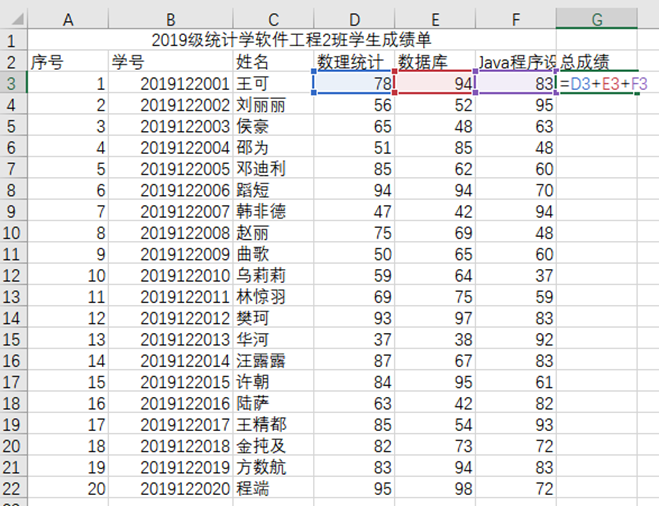 A B C D E F G
1 2019级统计学软件工程2班学生成绩单
2 序号 学号 姓名 数理统计 数据库 Java程序设 总成绩
3 1 2019122001 王可 78 94 83 =D3+E3+F3
4 2 2019122002 刘丽丽 56 52 95
5 3 2019122003 侯豪 65 48 63
6 4 2019122004 邵为 51 85 48
7 5 2019122005 邓迪利 85 62 60
8 6 2019122006 蹈短 94 94 70
9 7 2019122007 韩非德 47 42 94
10 8 2019122008 赵丽 75 69 48
11 9 2019122009 曲歌 50 65 60
12 10 2019122010 乌莉莉 59 64 37
13 11 2019122011 林惊羽 69 75 59
14 12 2019122012 樊珂 93 97 83
15 13 2019122013 华河 37 38 92
16 14 2019122014 汪露露 87 67 83
17 15 2019122015 许朝 84 95 61
18 16 2019122016 陆萨 63 42 82
19 17 2019122017 王精都 85 54 93
20 18 2019122018 金扽及 82 73 72
21 19 2019122019 方数航 83 94 83
22 20 2019122020 程端 95 98 72